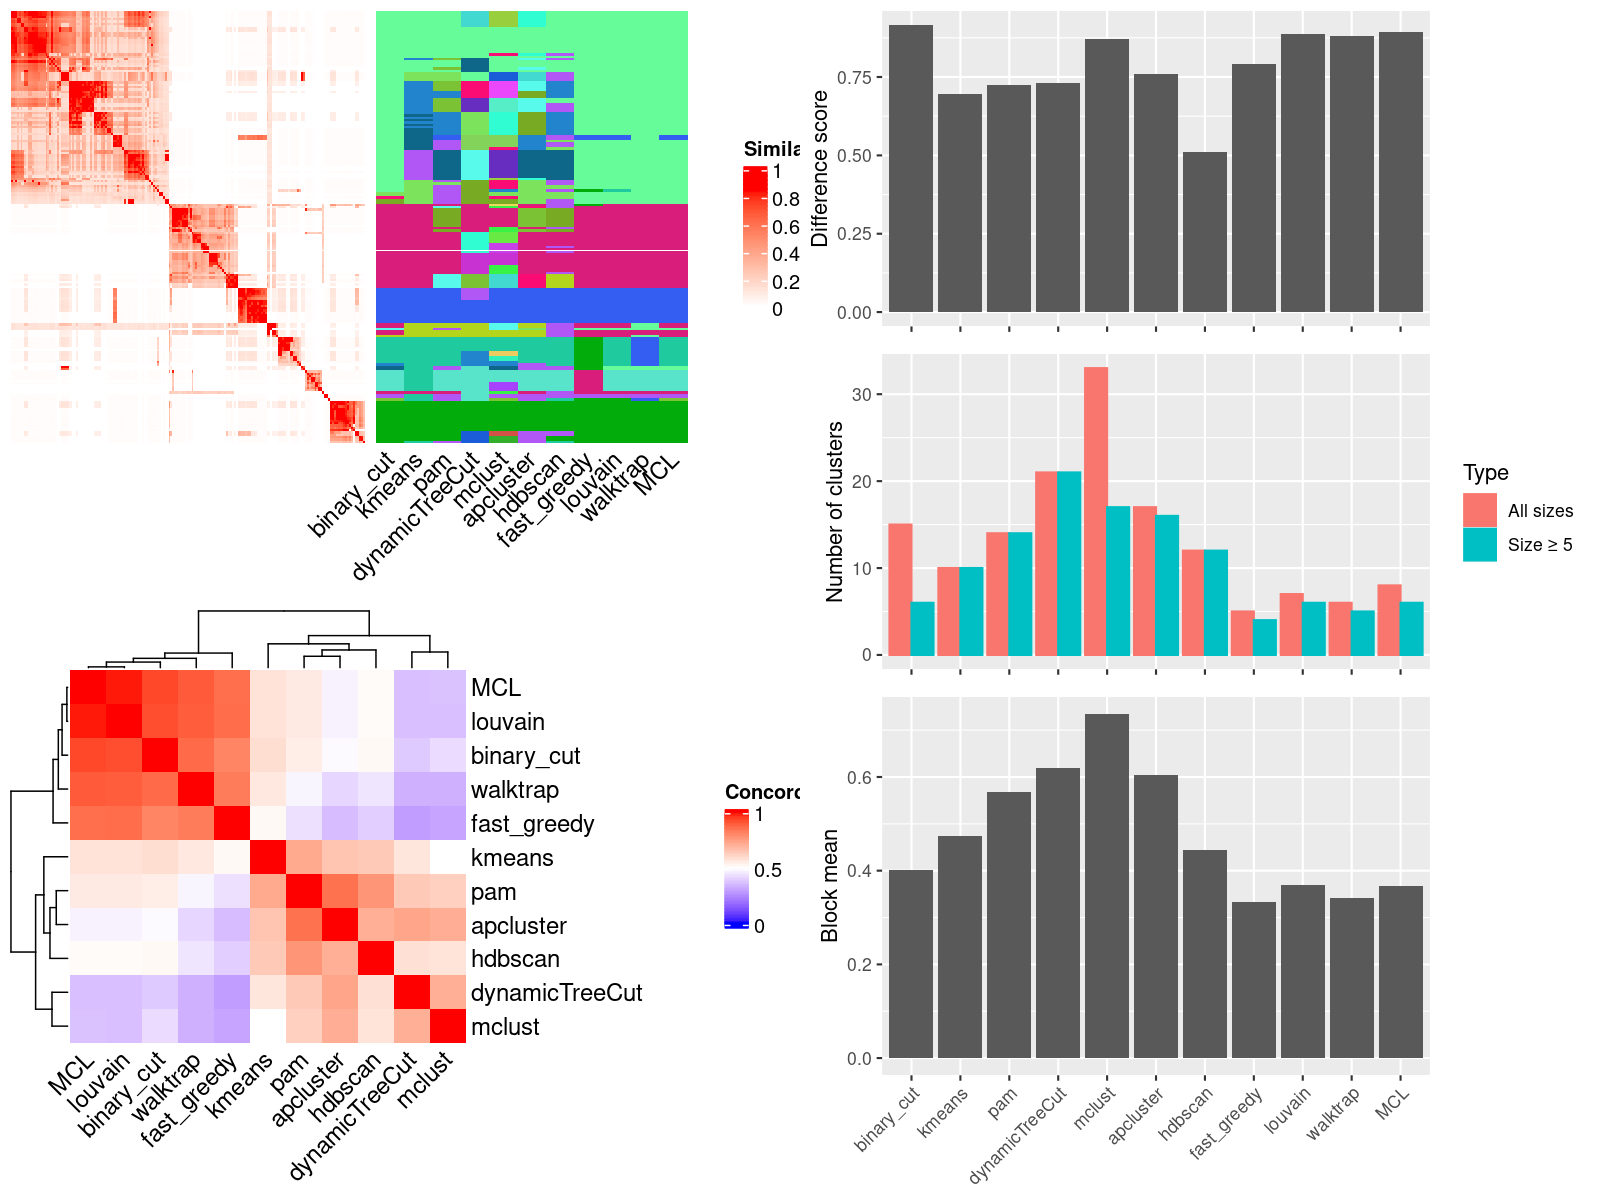 Simila
1
0.8
0.6
0.4
0.2
0
binary_cut
kmeans
pam
dynamicTreeCut
mclust
apcluster
hdbscan
fast_greedy
louvain
walktrap
MCL
MCL
louvain
binary_cut
walktrap
fast_greedy
kmeans
pam
apcluster
hdbscan
dynamicTreeCut
mclust
MCL
louvain
binary_cut
walktrap
fast_greedy
kmeans
pam
apcluster
hdbscan
dynamicTreeCut
mclust
Concord
1
0.5
0
Difference score
0.75
0.50
0.25
0.00
Number of clusters
30
20
10
0
Type
All sizes
Size ≥ 5
Block mean
0.6
0.4
0.2
0.0
binary_cut
kmeans
pam
dynamicTreeCut
mclust
apcluster
hdbscan
fast_greedy
louvain
walktrap
MCL